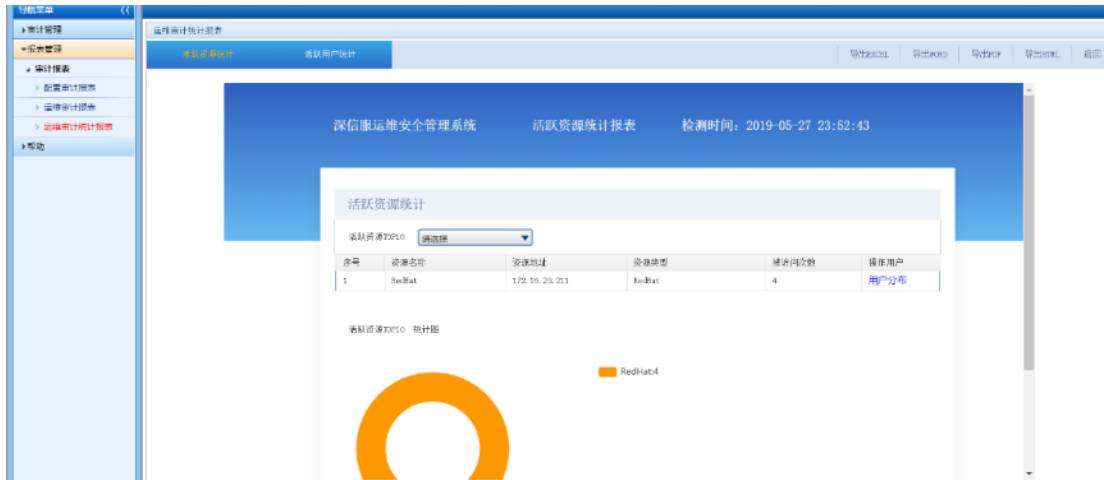 导航菜单
审计管理
报表管理
审计报表
配置审计报表
运维审计报表
运维审计统计报表
帮助
运维审计统计报表
活跃资源统计 活跃用户统计 导出EXCEL 导出WORD 导出PDF 导出HTML 返回
深信服运维安全管理系统 活跃资源统计报表 检测时间：2019-05-27 23:52:43
活跃资源统计
活跃资源TOP10 请选择
序号 资源名称 资源地址 资源类型 被访问次数 操作用户
1 RedHat 172.16.20.211 RedHat 4 用户分布
活跃资源TOP10 统计图
RedHat:4